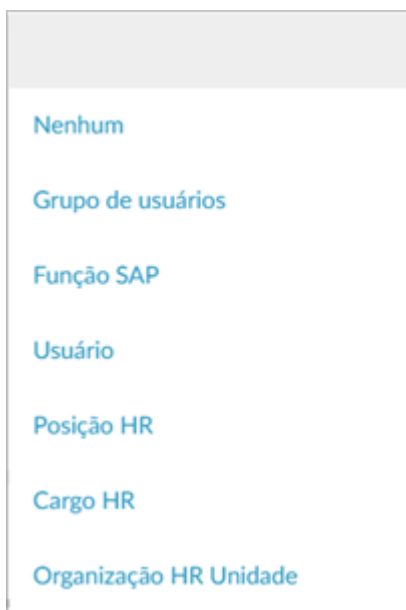 Nenhum
Grupo de usuários
Função SAP
Usuário
Posição HR
Cargo HR
Organização HR Unidade